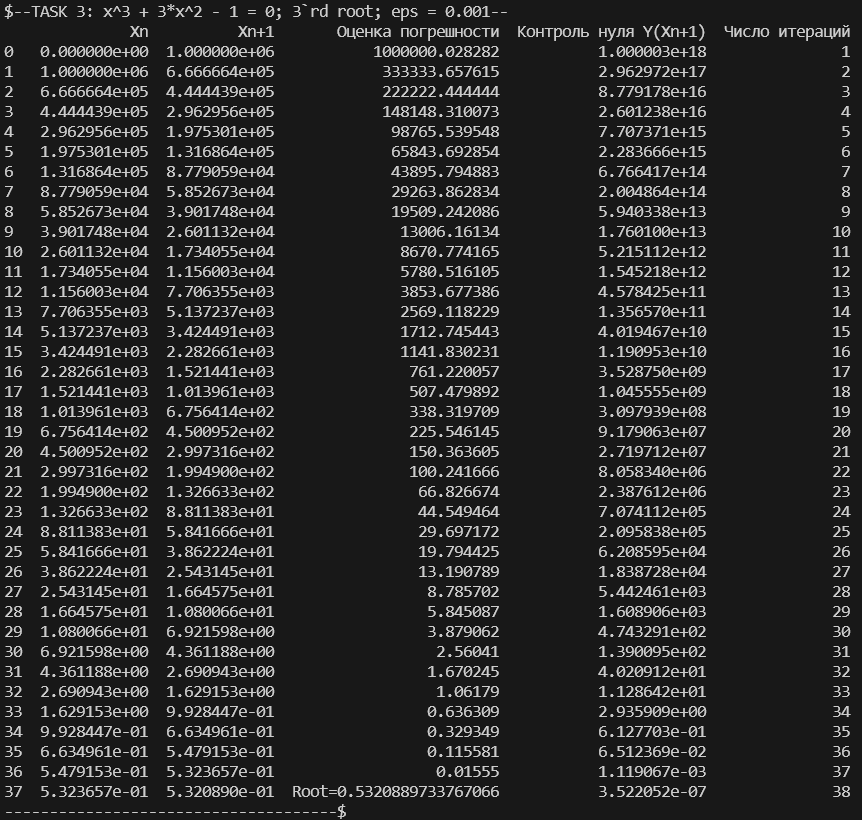 $--TASK 3: x^3 + 3*x^2 - 1 = 0; 3`rd root; eps = 0.001--
Xn Xn+1 Оценка погрешности Контроль нуля Y(Xn+1) Число итераций
0 0.000000e+00 1.000000e+06 1000000.028282 1.000003e+18 1
1 1.000000e+06 6.666664e+05 333333.657615 2.962972e+17 2
2 6.666664e+05 4.444439e+05 222222.444444 8.779178e+16 3
3 4.444439e+05 2.962956e+05 148148.310073 2.601238e+16 4
4 2.962956e+05 1.975301e+05 98765.539548 7.707371e+15 5
5 1.975301e+05 1.316864e+05 65843.692854 2.283666e+15 6
6 1.316864e+05 8.779059e+04 43895.794883 6.766417e+14 7
7 8.779059e+04 5.852673e+04 29263.862834 2.004864e+14 8
8 5.852673e+04 3.901748e+04 19509.242086 5.940338e+13 9
9 3.901748e+04 2.601132e+04 13006.16134 1.760100e+13 10
10 2.601132e+04 1.734055e+04 8670.774165 5.215112e+12 11
11 1.734055e+04 1.156003e+04 5780.516105 1.545218e+12 12
12 1.156003e+04 7.706355e+03 3853.677386 4.578425e+11 13
13 7.706355e+03 5.137237e+03 2569.118229 1.356570e+11 14
14 5.137237e+03 3.424491e+03 1712.745443 4.019467e+10 15
15 3.424491e+03 2.282661e+03 1141.830231 1.190953e+10 16
16 2.282661e+03 1.521441e+03 761.220057 3.528750e+09 17
17 1.521441e+03 1.013961e+03 507.479892 1.045555e+09 18
18 1.013961e+03 6.756414e+02 338.319709 3.097939e+08 19
19 6.756414e+02 4.500952e+02 225.546145 9.179063e+07 20
20 4.500952e+02 2.997316e+02 150.363605 2.719712e+07 21
21 2.997316e+02 1.994900e+02 100.241666 8.058340e+06 22
22 1.994900e+02 1.326633e+02 66.826674 2.387612e+06 23
23 1.326633e+02 8.811383e+01 44.549464 7.074112e+05 24
24 8.811383e+01 5.841666e+01 29.697172 2.095838e+05 25
25 5.841666e+01 3.862224e+01 19.794425 6.208595e+04 26
26 3.862224e+01 2.543145e+01 13.190789 1.838728e+04 27
27 2.543145e+01 1.664575e+01 8.785702 5.442461e+03 28
28 1.664575e+01 1.080066e+01 5.845087 1.608906e+03 29
29 1.080066e+01 6.921598e+00 3.879062 4.743291e+02 30
30 6.921598e+00 4.361188e+00 2.56041 1.390095e+02 31
31 4.361188e+00 2.690943e+00 1.670245 4.020912e+01 32
32 2.690943e+00 1.629153e+00 1.06179 1.128642e+01 33
33 1.629153e+00 9.928447e-01 0.636309 2.935909e+00 34
34 9.928447e-01 6.634961e-01 0.329349 6.127703e-01 35
35 6.634961e-01 5.479153e-01 0.115581 6.512369e-02 36
36 5.479153e-01 5.323657e-01 0.01555 1.119067e-03 37
37 5.323657e-01 5.320890e-01 Root=0.5320889733767066 3.522052e-07 38
-------------------------------------$